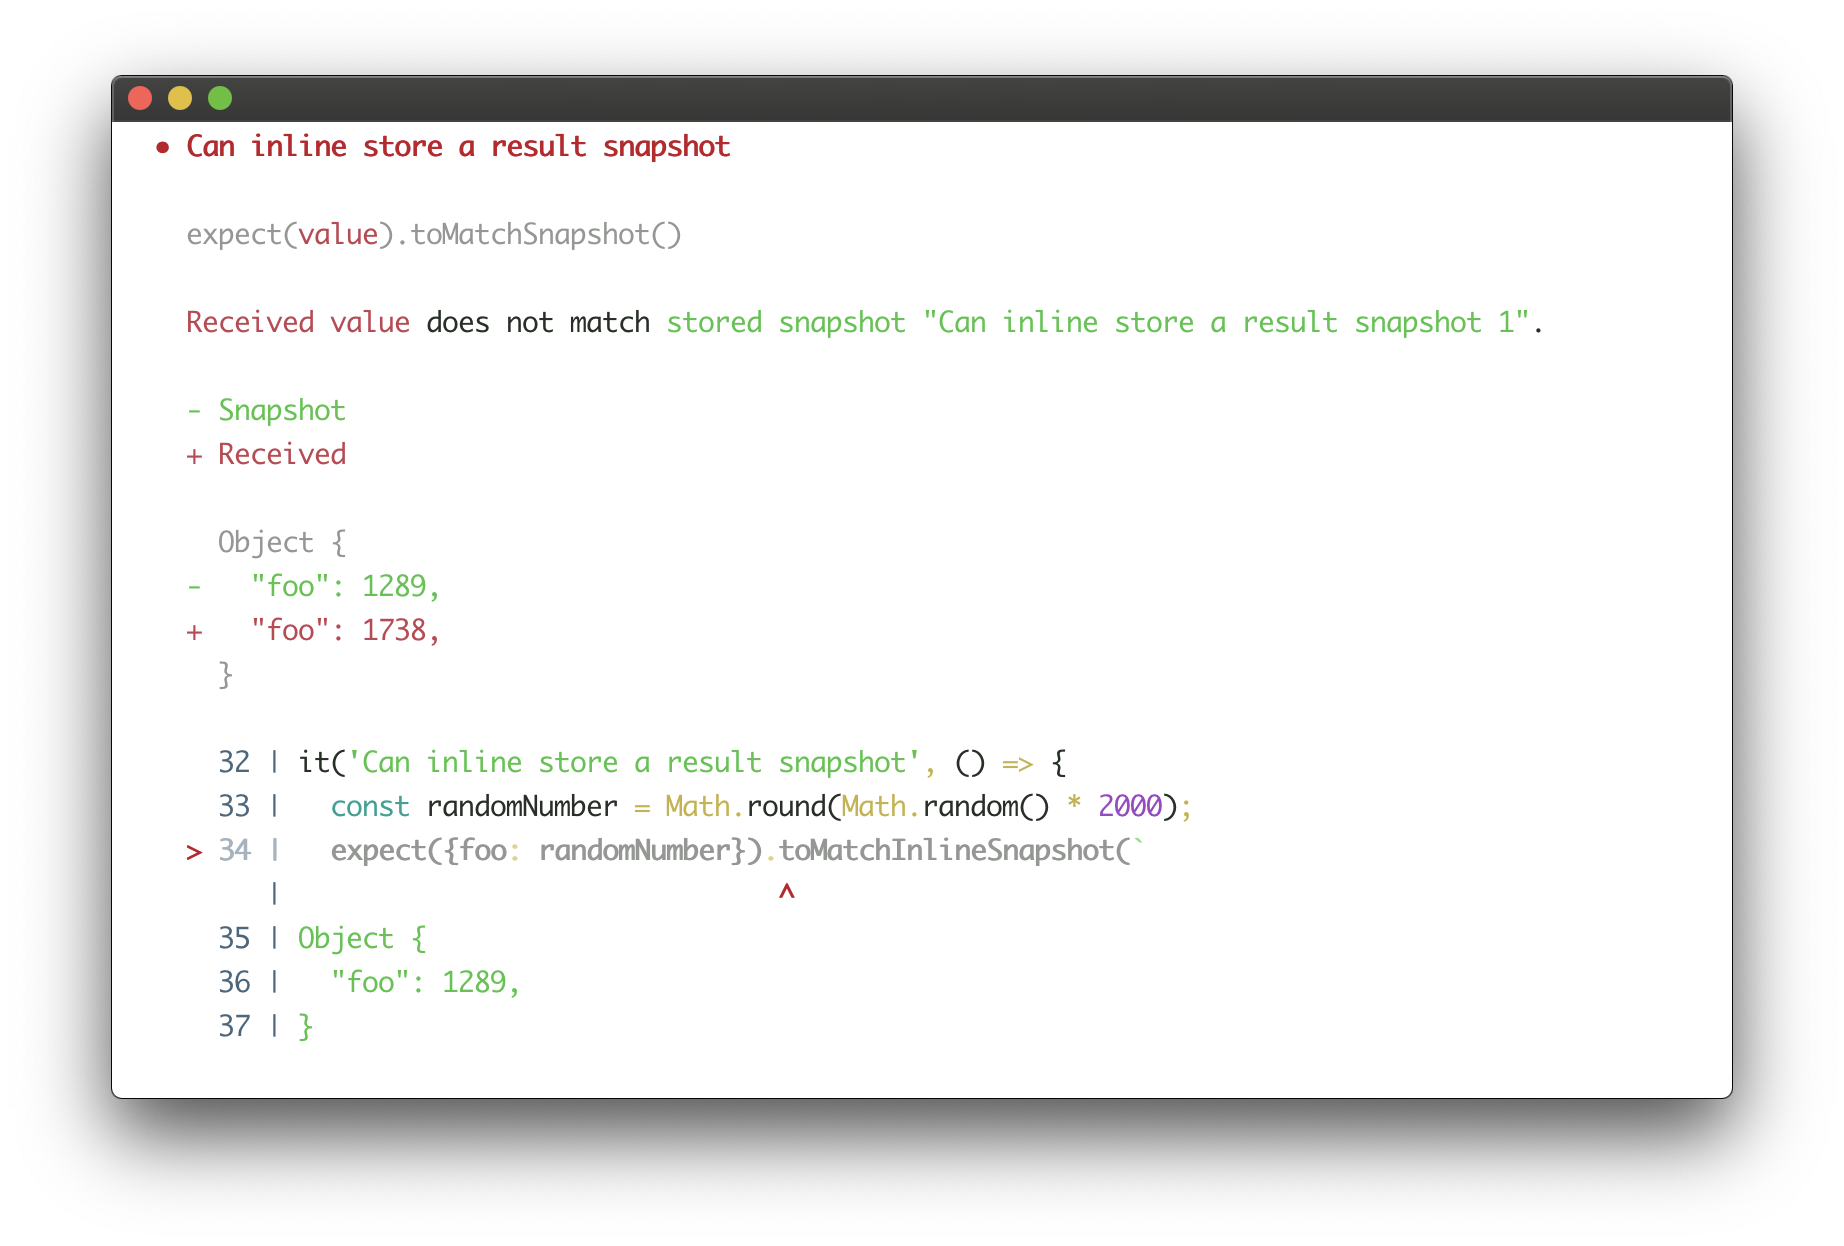 ● Can inline store a result snapshot
expect(value).toMatchSnapshot()
Received value does not match stored snapshot "Can inline store a result snapshot 1".
- Snapshot
+ Received
  Object {
-   "foo": 1289,
+   "foo": 1738,
  }
  32 | it('Can inline store a result snapshot', () => {
  33 |   const randomNumber = Math.round(Math.random() * 2000);
> 34 |   expect({foo: randomNumber}).toMatchInlineSnapshot(`
     |                                ^
  35 | Object {
  36 |   "foo": 1289,
  37 | }